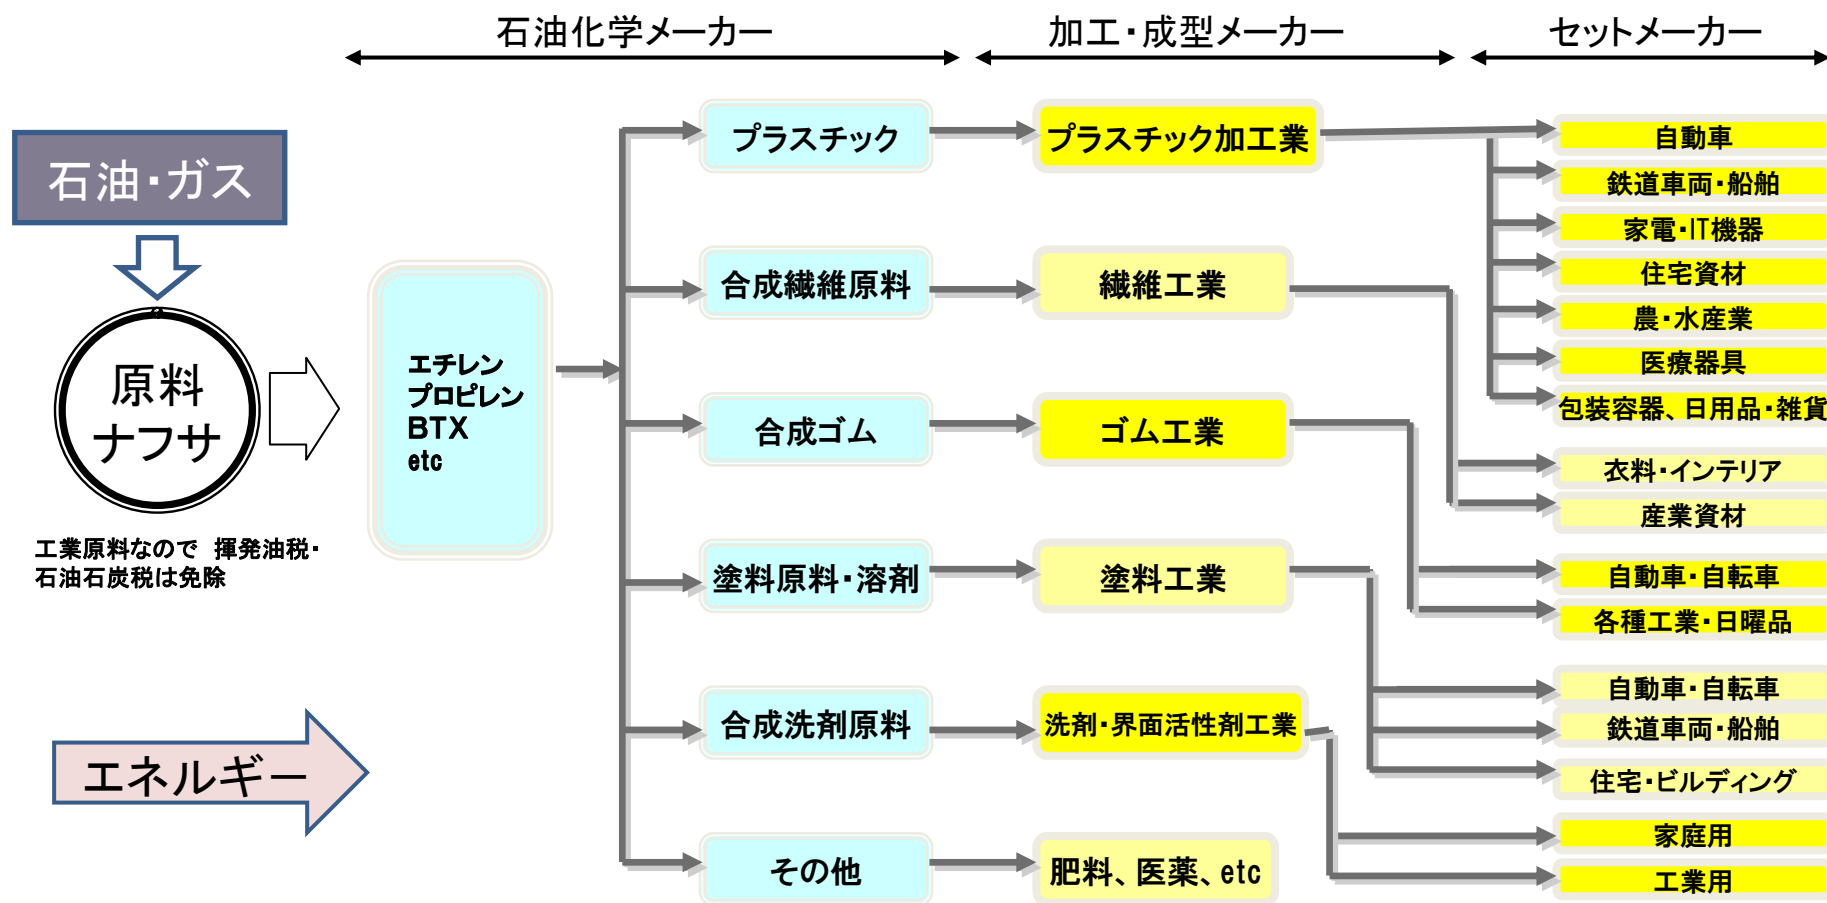 石油化学メーカー
加工・成型メーカー
セットメーカー
石油・ガス
原料
ナフサ
工業原料なので 揮発油税・
石油石炭税は免除
エネルギー
エチレン
プロピレン
BTX
etc
プラスチック
合成繊維原料
合成ゴム
塗料原料・溶剤
合成洗剤原料
その他
プラスチック加工業
繊維工業
ゴム工業
塗料工業
洗剤・界面活性剤工業
肥料、医薬、etc
自動車
鉄道車両・船舶
家電・IT機器
住宅資材
農・水産業
医療器具
包装容器、日用品・雑貨
衣料・インテリア
産業資材
自動車・自転車
各種工業・日曜品
自動車・自転車
鉄道車両・船舶
住宅・ビルディング
家庭用
工業用